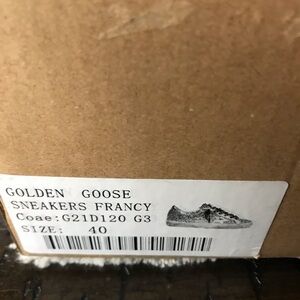 GOLDEN GOOSE
SNEAKERS FRANCY
Coae:G21D120 G3
SIZE: 40